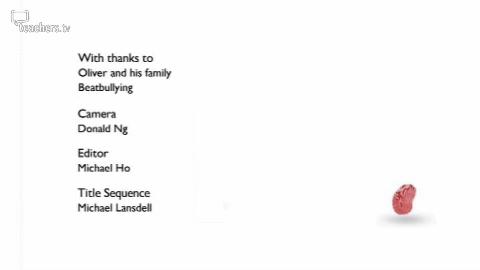 Teachers.tv
With thanks to
Oliver and his family
Beatbullying
Camera
Donald Ng
Editor
Michael Ho
Title Sequence
Michael Lansdell